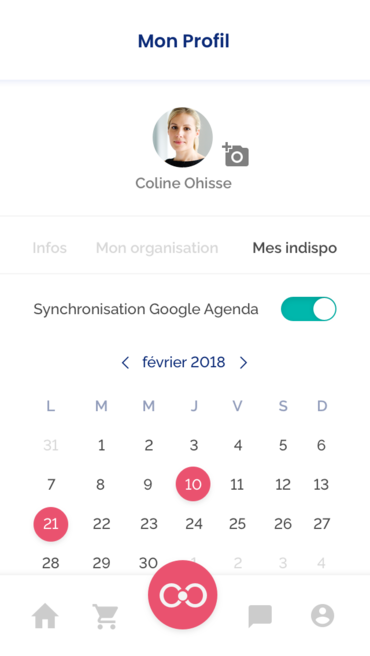 Mon Profil
Coline Ohisse
Infos Mon organisation Mes indispo
Synchronisation Google Agenda
février 2018
L M M J V S D
31 1 2 3 4 5 6
7 8 9 10 11 12 13
21 22 23 24 25 26 27
28 29 30 1 2 3 4